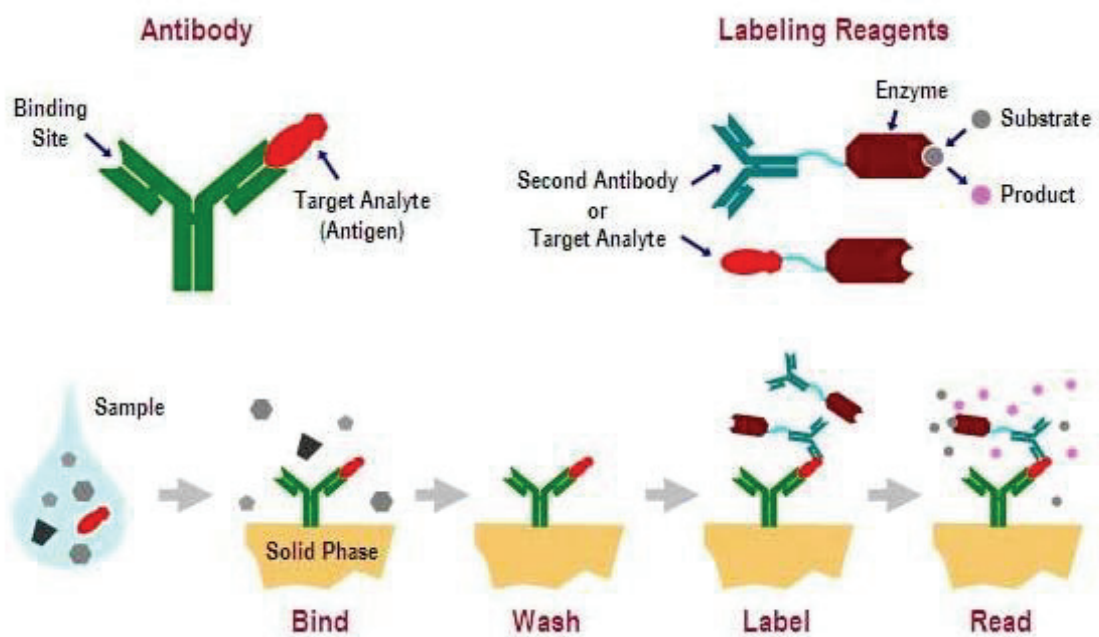 Antibody
Labeling Reagents
Binding
Site
Target Analyte
(Antigen)
Enzyme
Substrate
Product
Second Antibody
or
Target Analyte
Sample
Solid Phase
Bind
Wash
Label
Read